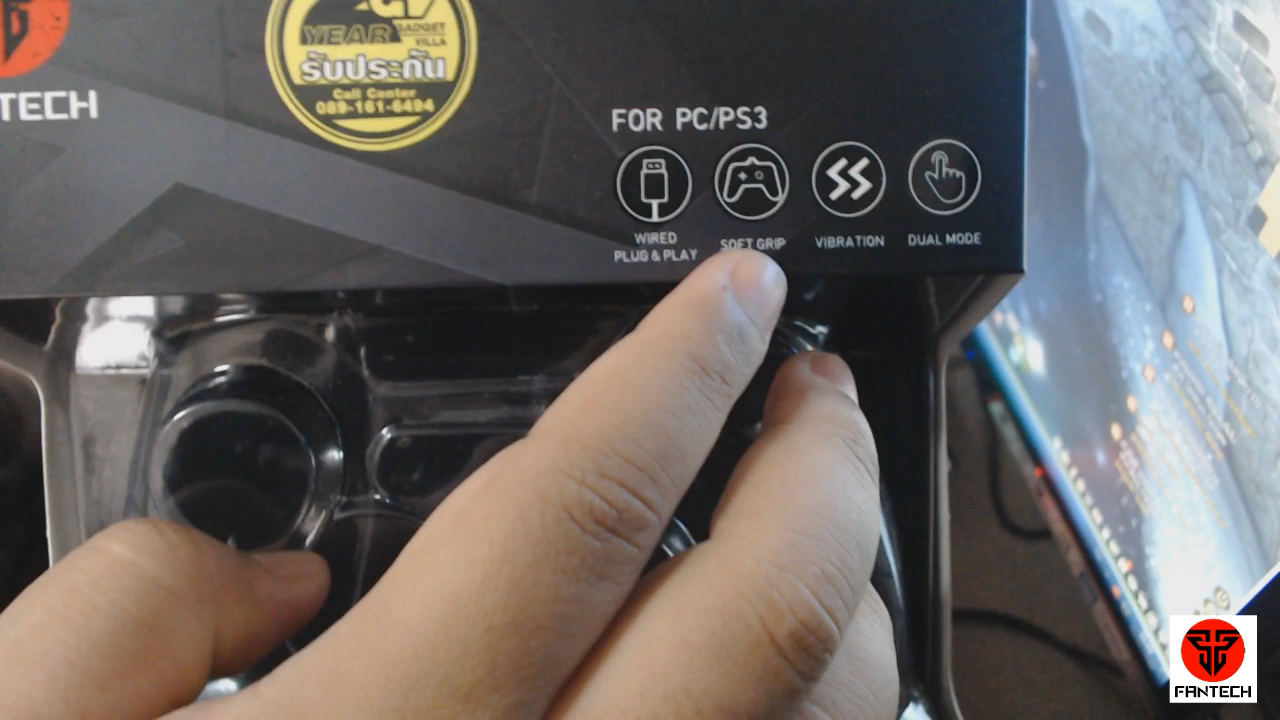 TECH
YEAR
GADGET
VILLA
รับประกัน
Call Center
089-161-6494
FOR PC/PS3
WIRED
PLUG & PLAY
SOFT GRIP
VIBRATION
DUAL MODE
FANTECH